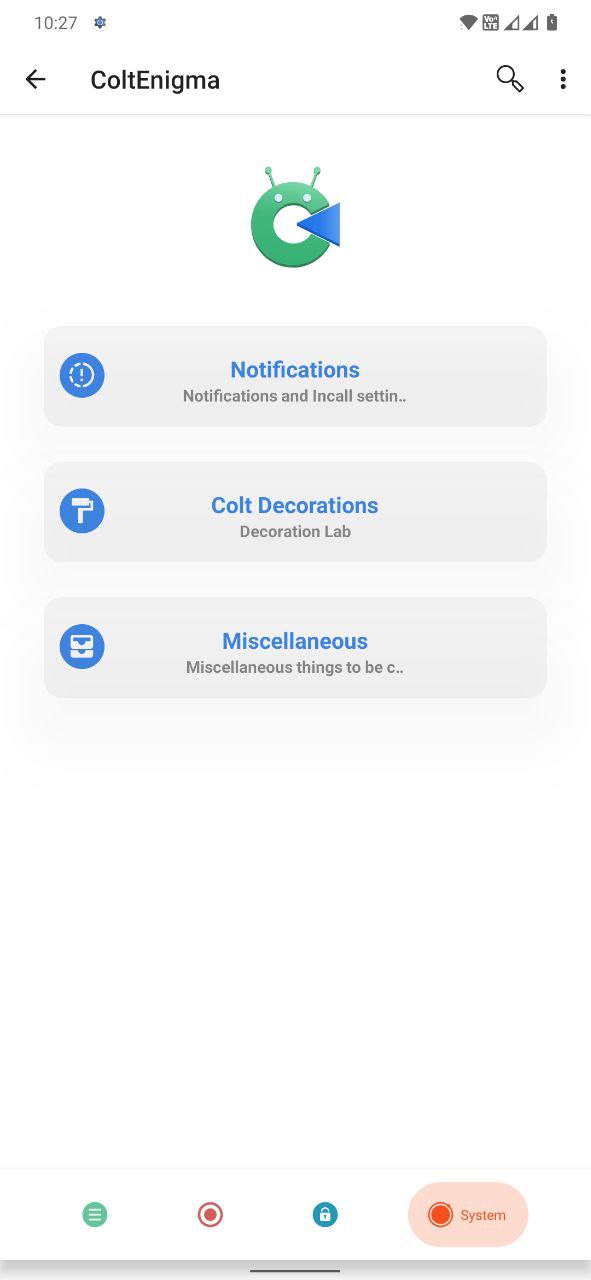 10:27
Vo LTE
ColtEnigma
Notifications
Notifications and Incall settin..
Colt Decorations
Decoration Lab
Miscellaneous
Miscellaneous things to be c..
System